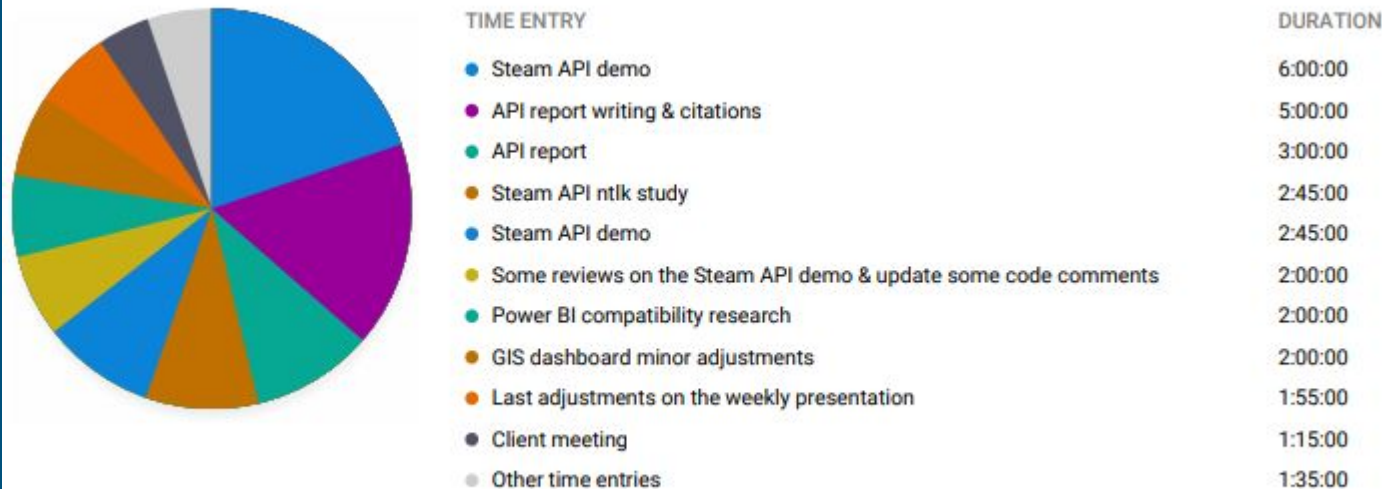 TIME ENTRY DURATION
Steam API demo 6:00:00
API report writing & citations 5:00:00
API report 3:00:00
Steam API ntlk study 2:45:00
Steam API demo 2:45:00
Some reviews on the Steam API demo & update some code comments 2:00:00
Power BI compatibility research 2:00:00
GIS dashboard minor adjustments 2:00:00
Last adjustments on the weekly presentation 1:55:00
Client meeting 1:15:00
Other time entries 1:35:00